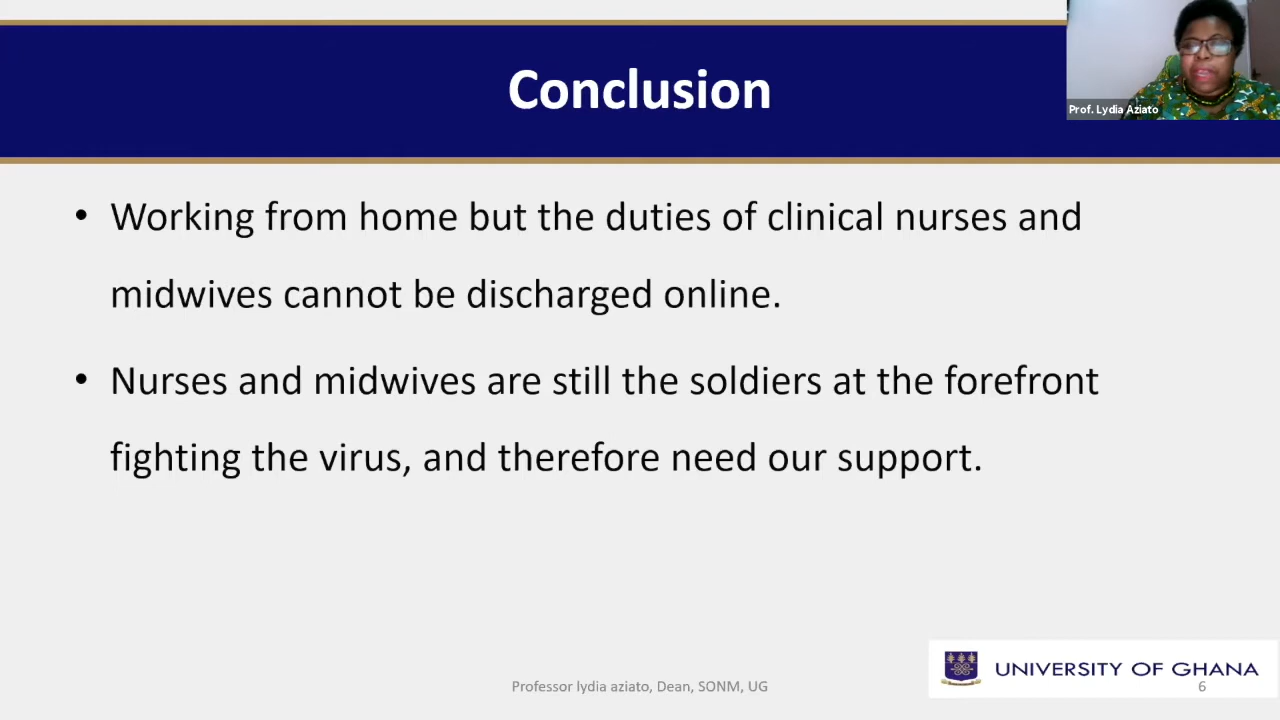 Conclusion
Prof. Lydia Aziato
• Working from home but the duties of clinical nurses and
midwives cannot be discharged online.
• Nurses and midwives are still the soldiers at the forefront
fighting the virus, and therefore need our support.
Professor lydia aziato, Dean, SONM, UG
UNIVERSITY OF GHANA
6